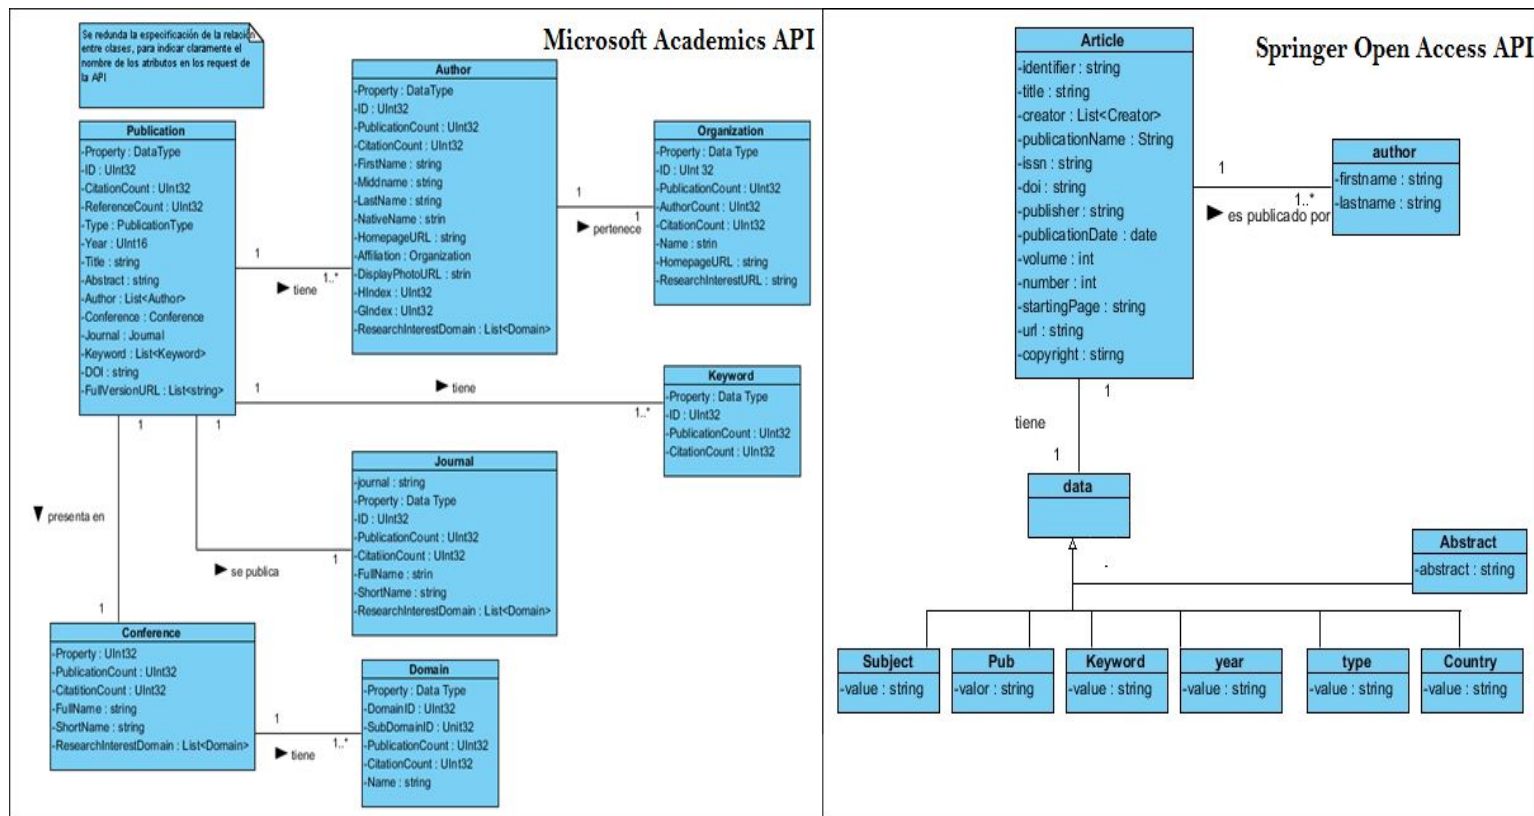 Se redunda la especificación de la relación
entre clases, para indicar claramente el
nombre de los atributos en los request de
la API
Microsoft Academics API
Publication
-Property : DataType
-ID : UInt32
-CitationCount : UInt32
-ReferenceCount : UInt32
-Type : PublicationType
-Year : UInt16
-Title : string
-Abstract : string
-Author : List<Author>
-Conference : Conference
-Journal : Journal
-Keyword : List<Keyword>
-DOI : string
-FullVersionURL : List<string>
Author
-Property : DataType
-ID : UInt32
-PublicationCount : UInt32
-CitationCount : UInt32
-FirstName : string
-Middname : string
-LastName : string
-NativeName : strin
-HomepageURL : string
-Affiliation : Organization
-DisplayPhotoURL : strin
-HIndex : UInt32
-GIndex : UInt32
-ResearchInterestDomain : List<Domain>
Organization
-Property : Data Type
-ID : UInt 32
-PublicationCount : UInt32
-AuthorCount : UInt32
-CitationCount : UInt32
-Name : strin
-HomepageURL : string
-ResearchInterestURL : string
1
1
pertenece
1
1..*
tiene
1
tiene
1..*
Keyword
-Property : Data Type
-ID : UInt32
-PublicationCount : UInt32
-CitationCount : UInt32
1
1
Journal
-journal : string
-Property : Data Type
-ID : UInt32
-PublicationCount : UInt32
-CitatiionCount : UInt32
-FullName : strin
-ShortName : string
-ResearchInterestDomain : List<Domain>
presenta en
1
se publica
1
Conference
-Property : UInt32
-PublicationCount : UInt32
-CitatitionCount : UInt32
-FullName : string
-ShortName : string
-ResearchInterestDomain : List<Domain>
1
1..*
tiene
Domain
-Property : Data Type
-DomainID : UInt32
-SubDomainID : Unit32
-PublicationCount : UInt32
-CitationCount : UInt32
-Name : string
Springer Open Access API
Article
-identifier : string
-title : string
-creator : List<Creator>
-publicationName : String
-issn : string
-doi : string
-publisher : string
-publicationDate : date
-volume : int
-number : int
-startingPage : string
-url : string
-copyright : stirng
1
1..*
es publicado por
author
-firstname : string
-lastname : string
1
tiene
1
data
Abstract
-abstract : string
Subject
-value : string
Pub
-valor : string
Keyword
-value : string
year
-value : string
type
-value : string
Country
-value : string